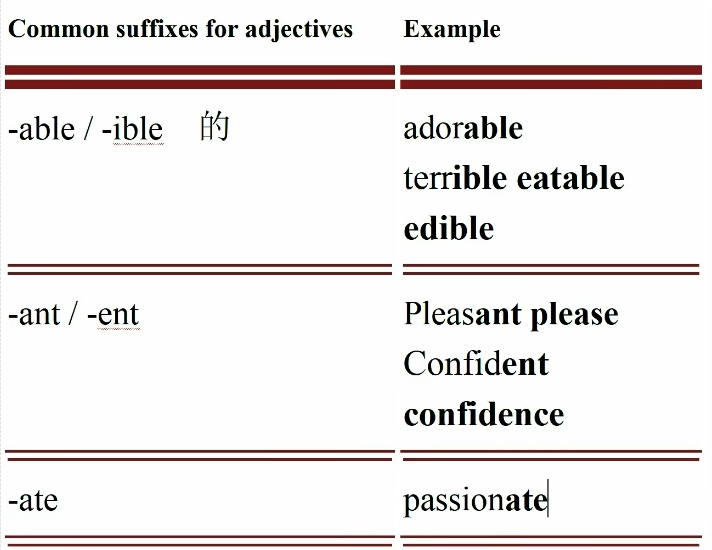 Common suffixes for adjectives Example
-able / -ible 的 adorable
terrible eatable
edible
-ant / -ent Pleasant please
Confident
confidence
-ate passionate